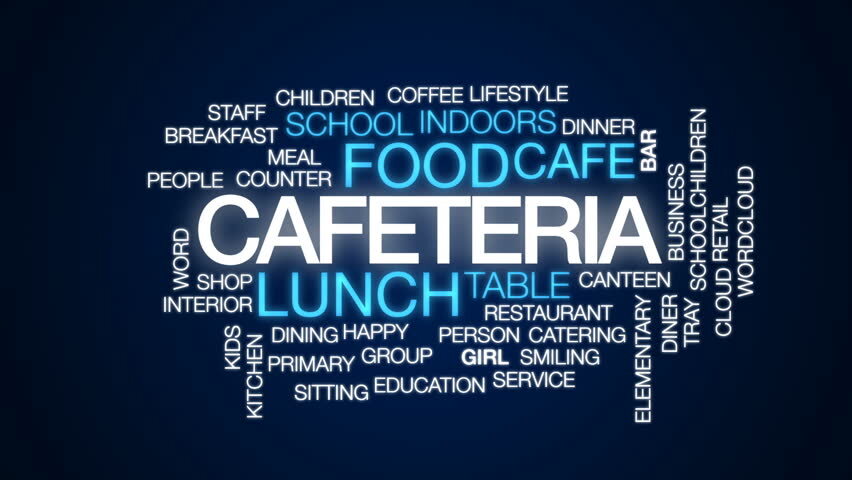 CHILDREN COFFEE LIFESTYLE
STAFF
SCHOOL INDOORS
BREAKFAST
DINNER
BAR
MEAL
FOOD CAFE
PEOPLE COUNTER
CAFETERIA
BUSINESS
SCHOOLCHILDREN
WORDCLOUD
WORD
SHOP
LUNCH TABLE CANTEEN
INTERIOR
RESTAURANT
CLOUD RETAIL
TRAY
DINER
ELEMENTARY
KIDS
KITCHEN
DINING HAPPY PERSON CATERING
PRIMARY GROUP GIRL SMILING
SITTING EDUCATION SERVICE